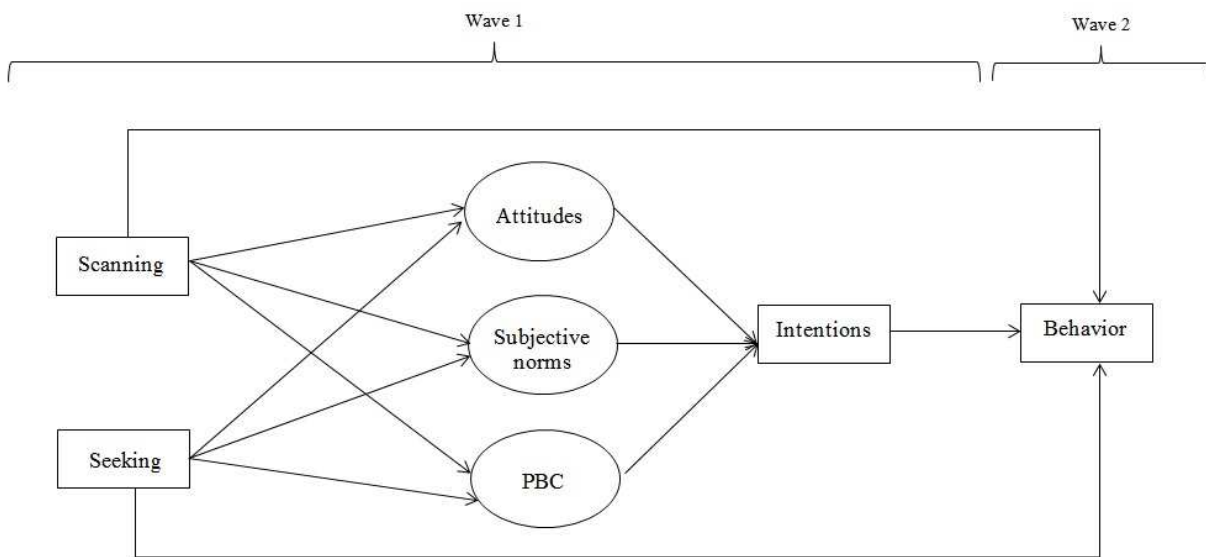 Wave 1
Wave 2
Attitudes
Scanning
Subjective
norms
Intentions
Behavior
Seeking
PBC